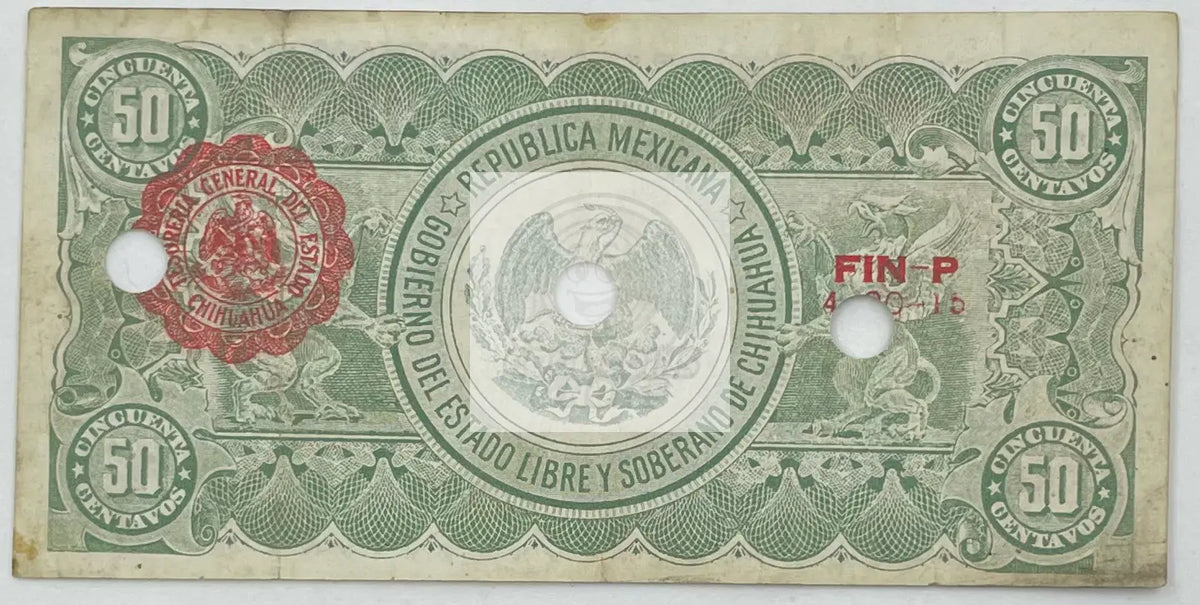 CINCUENTA
50
CENTAVOS
CINCUENTA
50
CENTAVOS
REPUBLICA MEXICANA
GOBIERNO DEL ESTADO LIBRE Y SOBERANO DE CHIHUAHUA
GENERAL DEL ESTADO
CHIHUAHUA
FIN-P
CINCUENTA
50
CENTAVOS
CINCUENTA
50
CENTAVOS